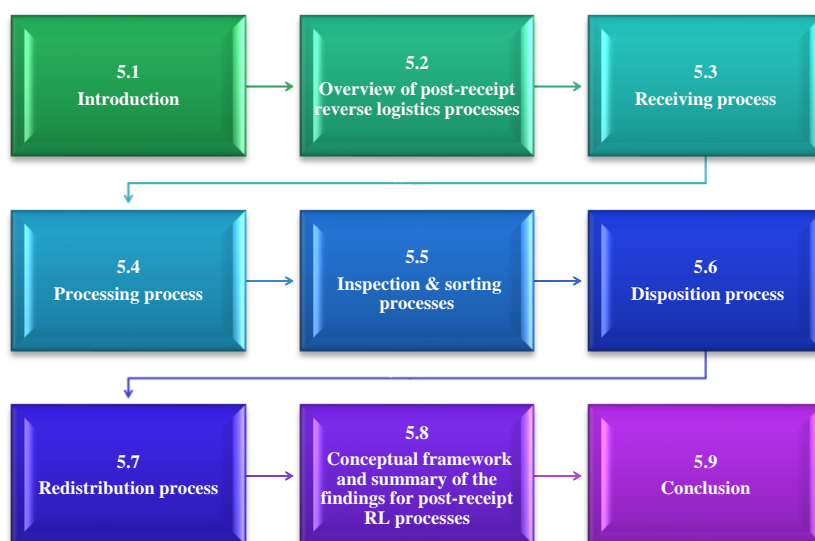 5.1
Introduction
5.2
Overview of post-receipt
reverse logistics processes
5.3
Receiving process
5.4
Processing process
5.5
Inspection & sorting
processes
5.6
Disposition process
5.7
Redistribution process
5.8
Conceptual framework
and summary of the
findings for post-receipt
RL processes
5.9
Conclusion